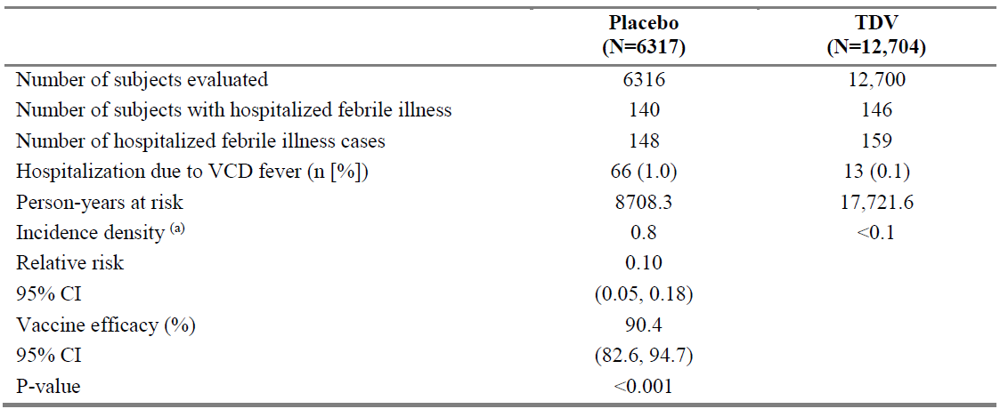 Placebo TDV
(N=6317) (N=12,704)
Number of subjects evaluated 6316 12,700
Number of subjects with hospitalized febrile illness 140 146
Number of hospitalized febrile illness cases 148 159
Hospitalization due to VCD fever (n [%]) 66 (1.0) 13 (0.1)
Person-years at risk 8708.3 17,721.6
Incidence density (a) 0.8 <0.1
Relative risk 0.10
95% CI (0.05, 0.18)
Vaccine efficacy (%) 90.4
95% CI (82.6, 94.7)
P-value <0.001